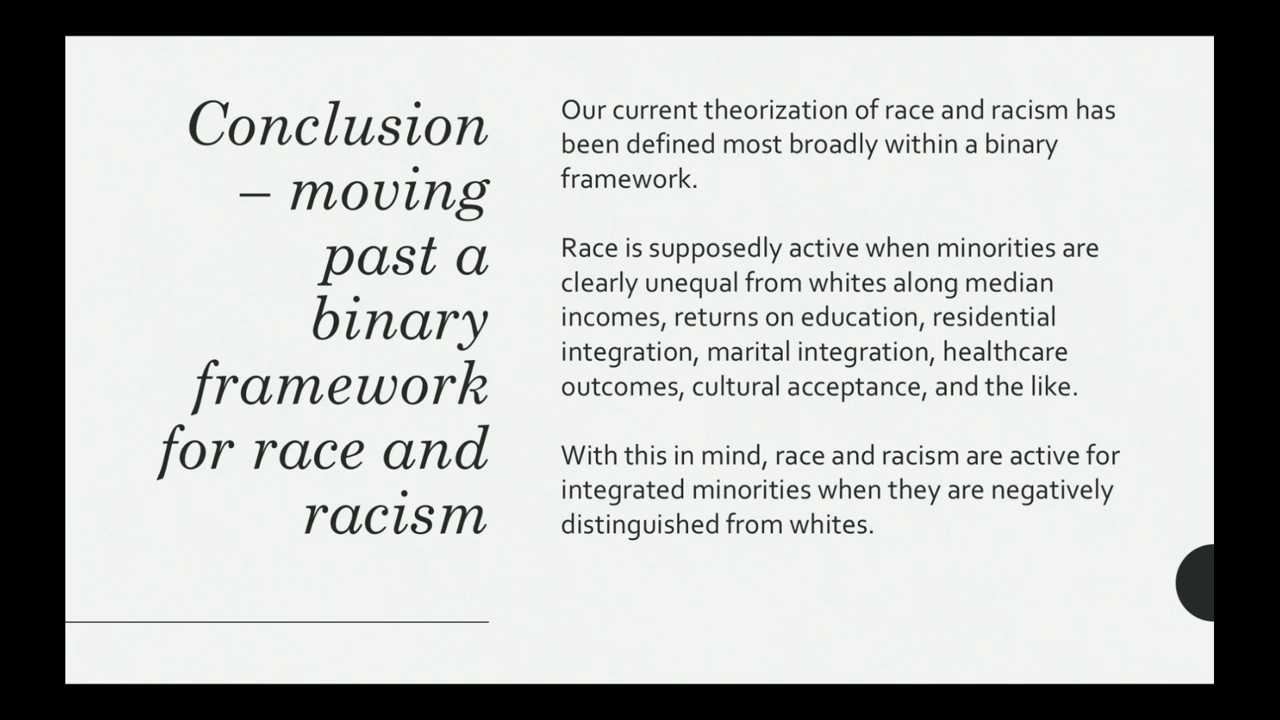 Conclusion
– moving
past a
binary
framework
for race and
racism
Our current theorization of race and racism has
been defined most broadly within a binary
framework.
Race is supposedly active when minorities are
clearly unequal from whites along median
incomes, returns on education, residential
integration, marital integration, healthcare
outcomes, cultural acceptance, and the like.
With this in mind, race and racism are active for
integrated minorities when they are negatively
distinguished from whites.